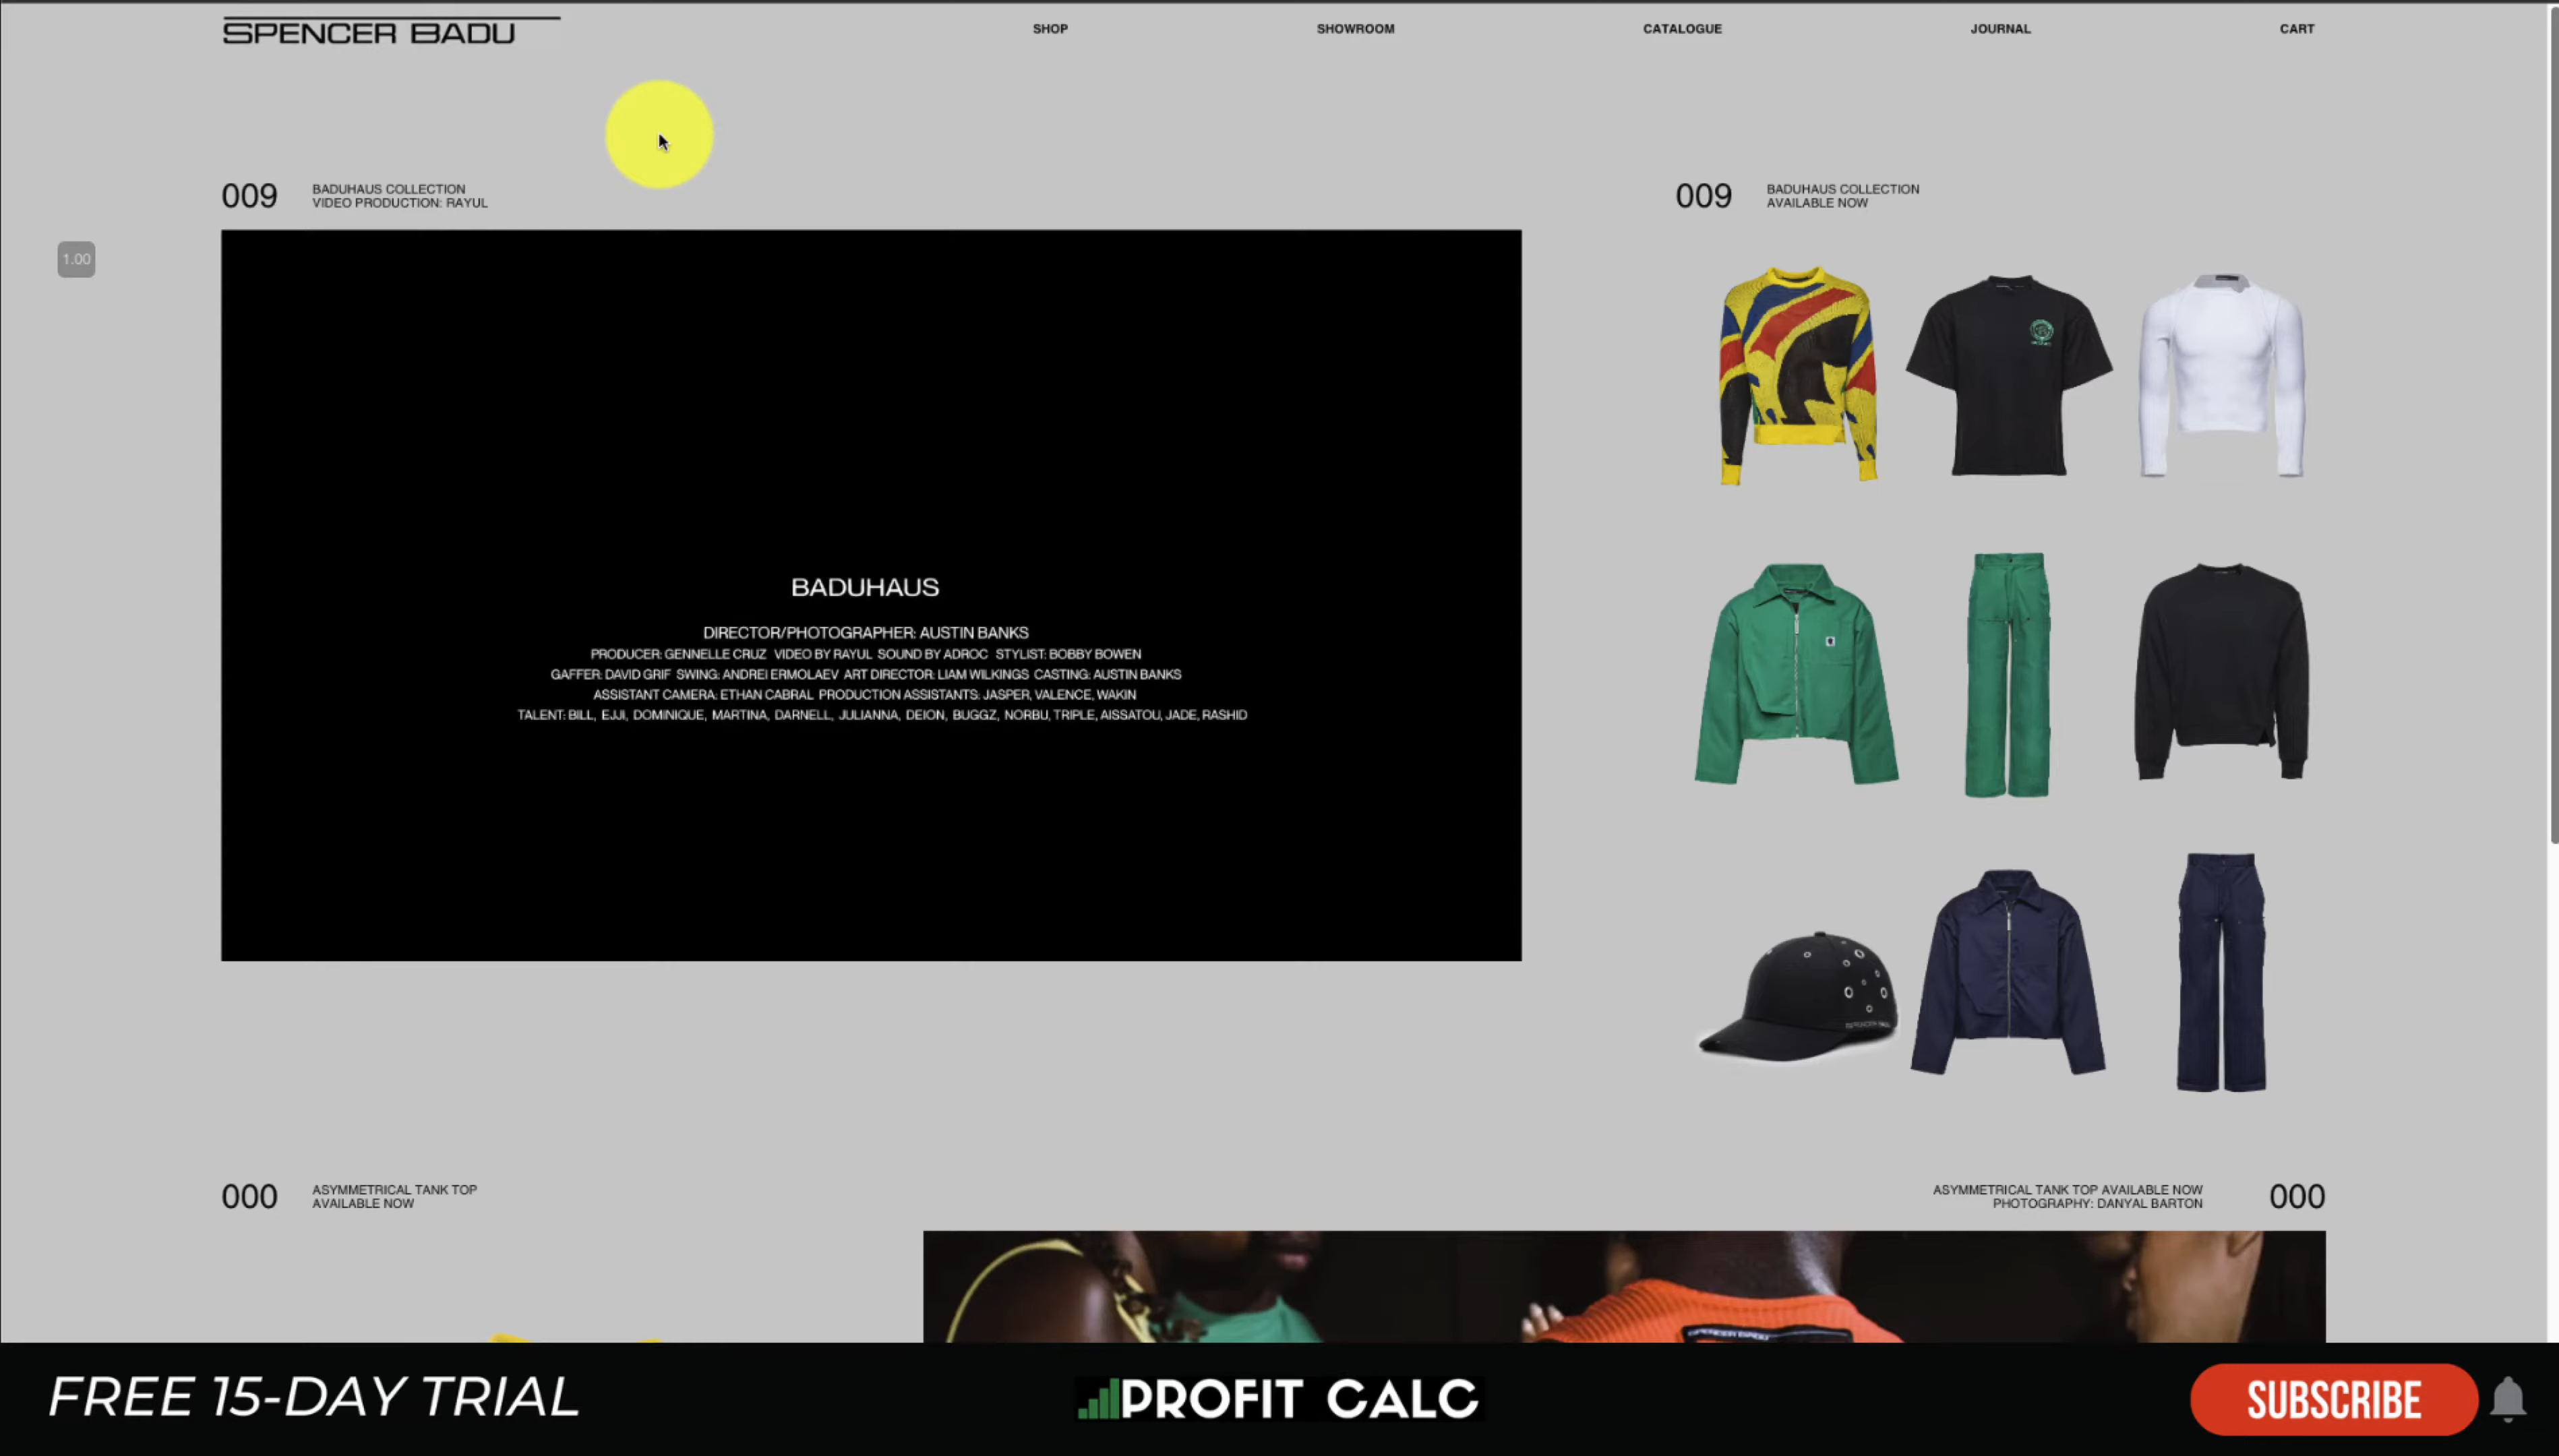 SPENCER BADU
SHOP
SHOWROOM
CATALOGUE
JOURNAL
CART
009
BADUHAUS COLLECTION
VIDEO PRODUCTION: RAYUL
009
BADUHAUS COLLECTION
AVAILABLE NOW
1.00
BADUHAUS
DIRECTOR/PHOTOGRAPHER: AUSTIN BANKS
PRODUCER: GENNELLE CRUZ VIDEO BY RAYUL SOUND BY ADROC STYLIST: BOBBY BOWEN
GAFFER: DAVID GRIF SWING: ANDREI ERMOLAEV ART DIRECTOR: LIAM WILKINGS CASTING: AUSTIN BANKS
ASSISTANT CAMERA: ETHAN CABRAL PRODUCTION ASSISTANTS: JASPER, VALENCE, WAKIN
TALENT: BILL, EJJI, DOMINIQUE, MARTINA, DARNELL, JULIANNA, DEION, BUGGZ, NORBU, TRIPLE, AISSATOU, JADE, RASHID
000
ASYMMETRICAL TANK TOP
AVAILABLE NOW
ASYMMETRICAL TANK TOP AVAILABLE NOW
PHOTOGRAPHY: DANYAL BARTON
000
SPENCER BADU
FREE 15-DAY TRIAL
PROFIT CALC
SUBSCRIBE